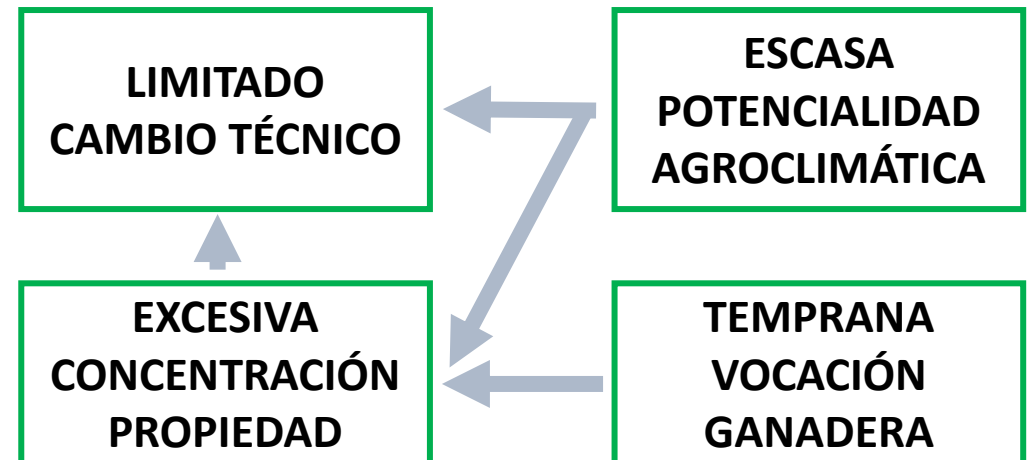 LIMITADO
CAMBIO TÉCNICO
ESCASA
POTENCIALIDAD
AGROCLIMÁTICA
EXCESIVA
CONCENTRACIÓN
PROPIEDAD
TEMPRANA
VOCACIÓN
GANADERA